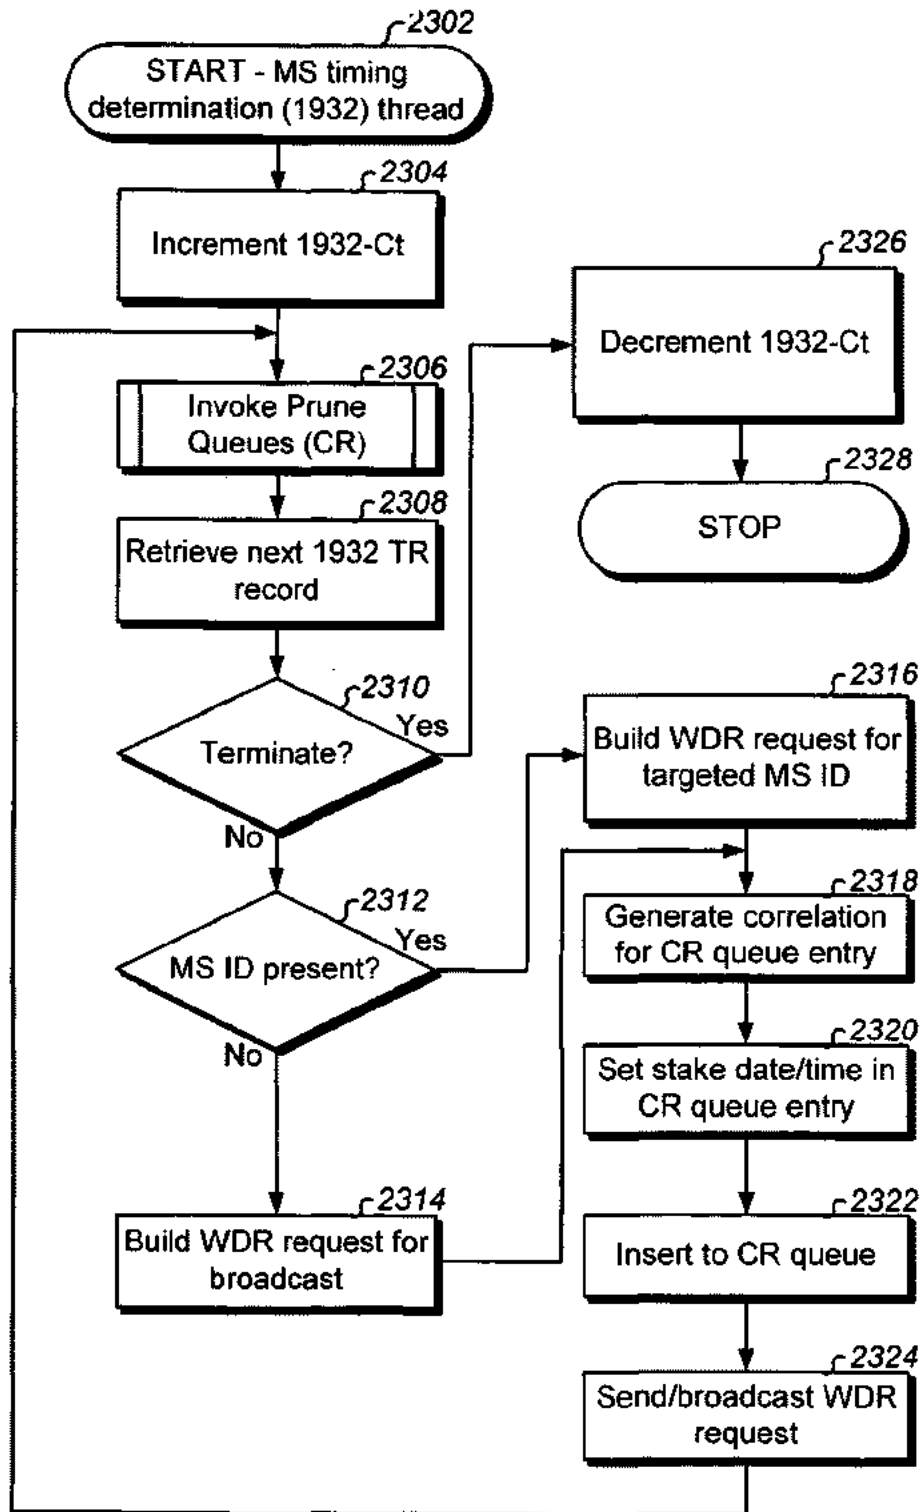 2302
START - MS timing
determination (1932) thread
2304
Increment 1932-Ct
2306
Invoke Prune
Queues (CR)
2308
Retrieve next 1932 TR
record
2310
Terminate?
Yes
No
2312
MS ID present?
Yes
No
2314
Build WDR request for
broadcast
2326
Decrement 1932-Ct
2328
STOP
2316
Build WDR request for
targeted MS ID
2318
Generate correlation
for CR queue entry
2320
Set stake date/time in
CR queue entry
2322
Insert to CR queue
2324
Send/broadcast WDR
request